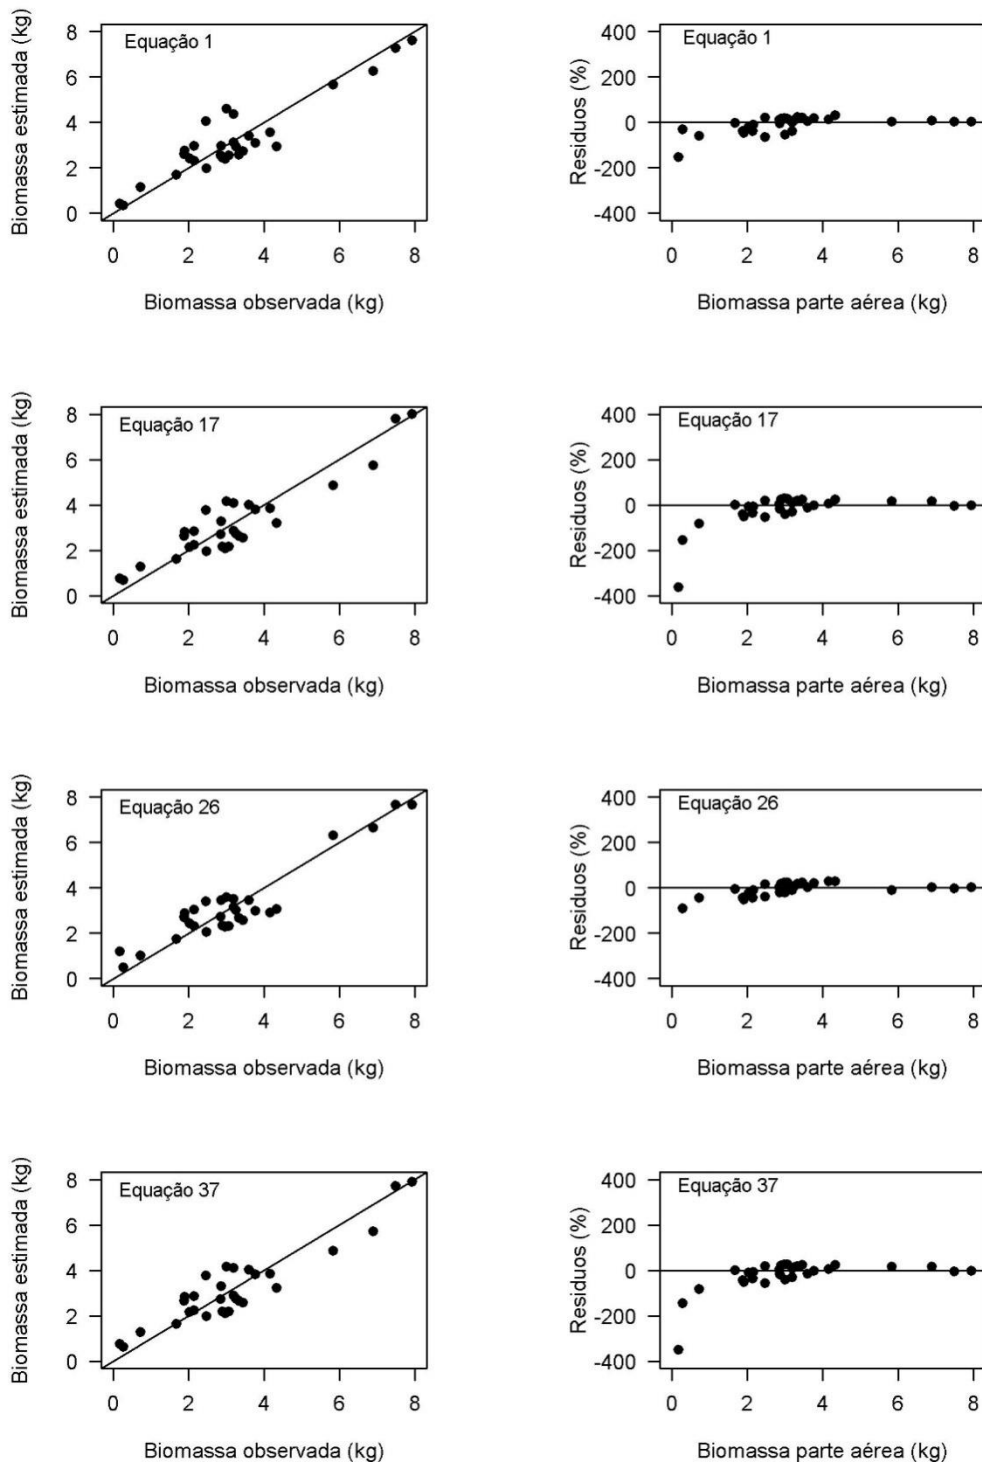 Biomassa estimada (kg)
8
6
4
2
0
Equação 1
0 2 4 6 8
Biomassa observada (kg)
Residuos (%)
400
200
0
-200
-400
Equação 1
0 2 4 6 8
Biomassa parte aérea (kg)
Biomassa estimada (kg)
8
6
4
2
0
Equação 17
0 2 4 6 8
Biomassa observada (kg)
Residuos (%)
400
200
0
-200
-400
Equação 17
0 2 4 6 8
Biomassa parte aérea (kg)
Biomassa estimada (kg)
8
6
4
2
0
Equação 26
0 2 4 6 8
Biomassa observada (kg)
Residuos (%)
400
200
0
-200
-400
Equação 26
0 2 4 6 8
Biomassa parte aérea (kg)
Biomassa estimada (kg)
8
6
4
2
0
Equação 37
0 2 4 6 8
Biomassa observada (kg)
Residuos (%)
400
200
0
-200
-400
Equação 37
0 2 4 6 8
Biomassa parte aérea (kg)